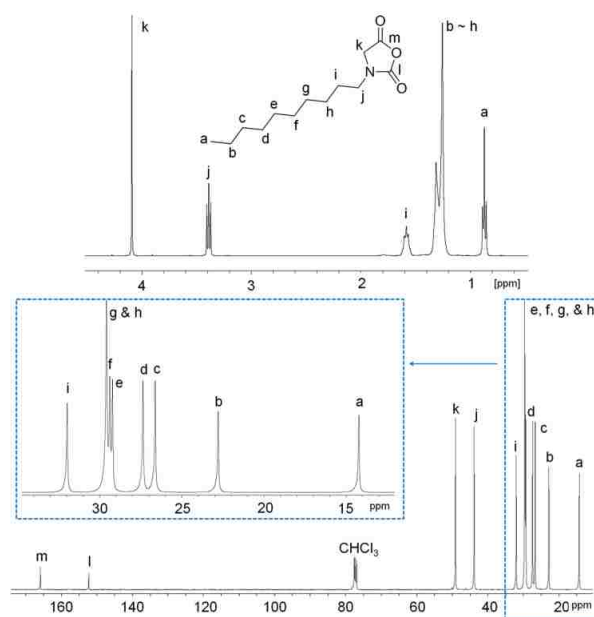 k
b ~ h
a
j
i
O
m
k
O
N
l
O
i
j
g
h
e
f
c
d
a
b
4 3 2 1 [ppm]
g & h
f
e
i
d c
b
a
30 25 20 15 ppm
e, f, g, & h
k
j
d
c
i
b
a
m
l
CHCl3
160 140 120 100 80 60 40 20 ppm